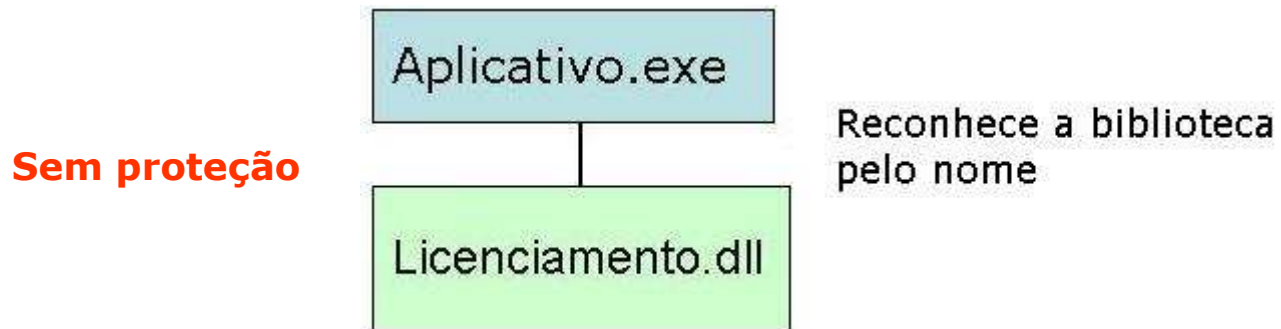 Aplicativo.exe
Sem proteção
Reconhece a biblioteca
pelo nome
Licenciamento.dll